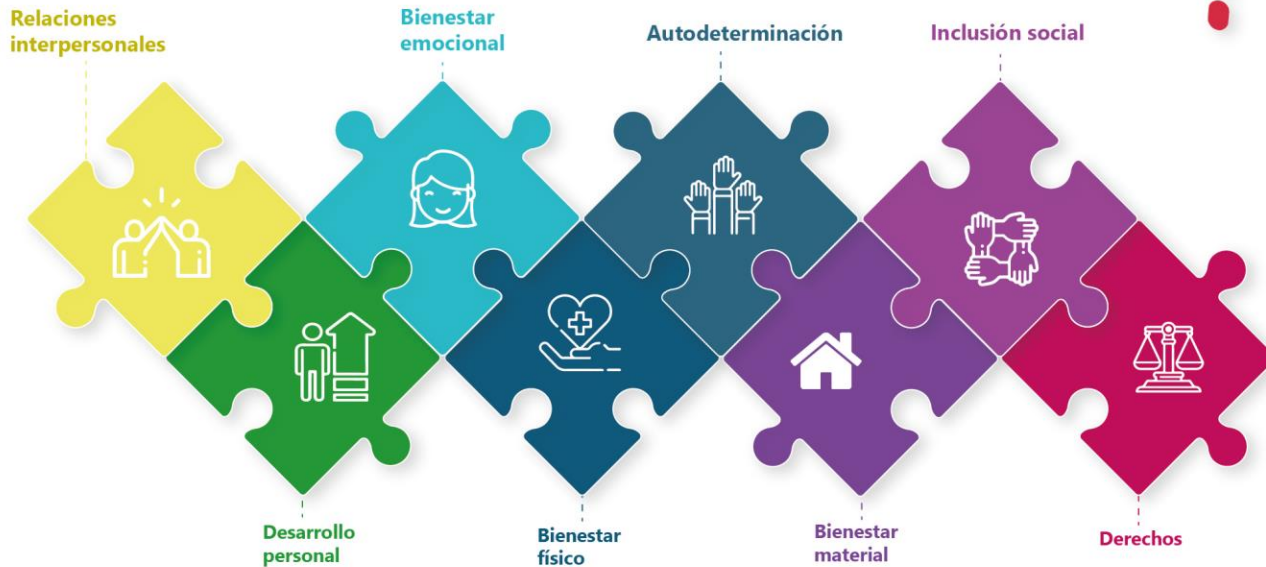 Relaciones
interpersonales
Bienestar
emocional
Autodeterminación
Inclusión social
Desarrollo
personal
Bienestar
físico
Bienestar
material
Derechos